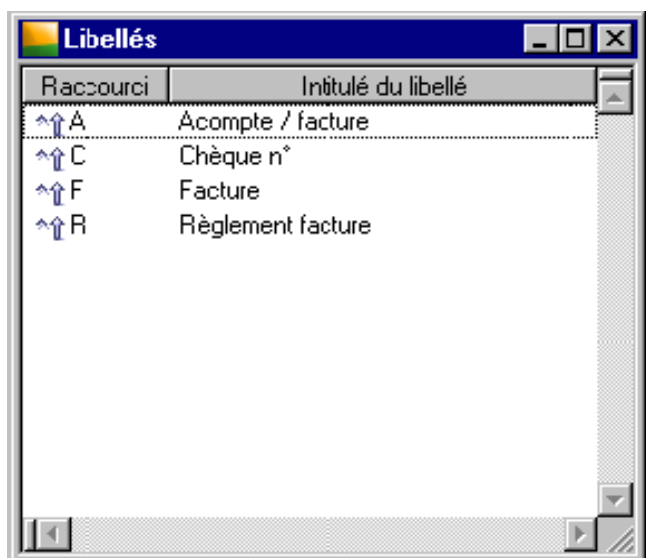 Libellés
Raccourci Intitulé du libellé
^⇧A Acompte / facture
^⇧C Chèque n°
^⇧F Facture
^⇧R Règlement facture